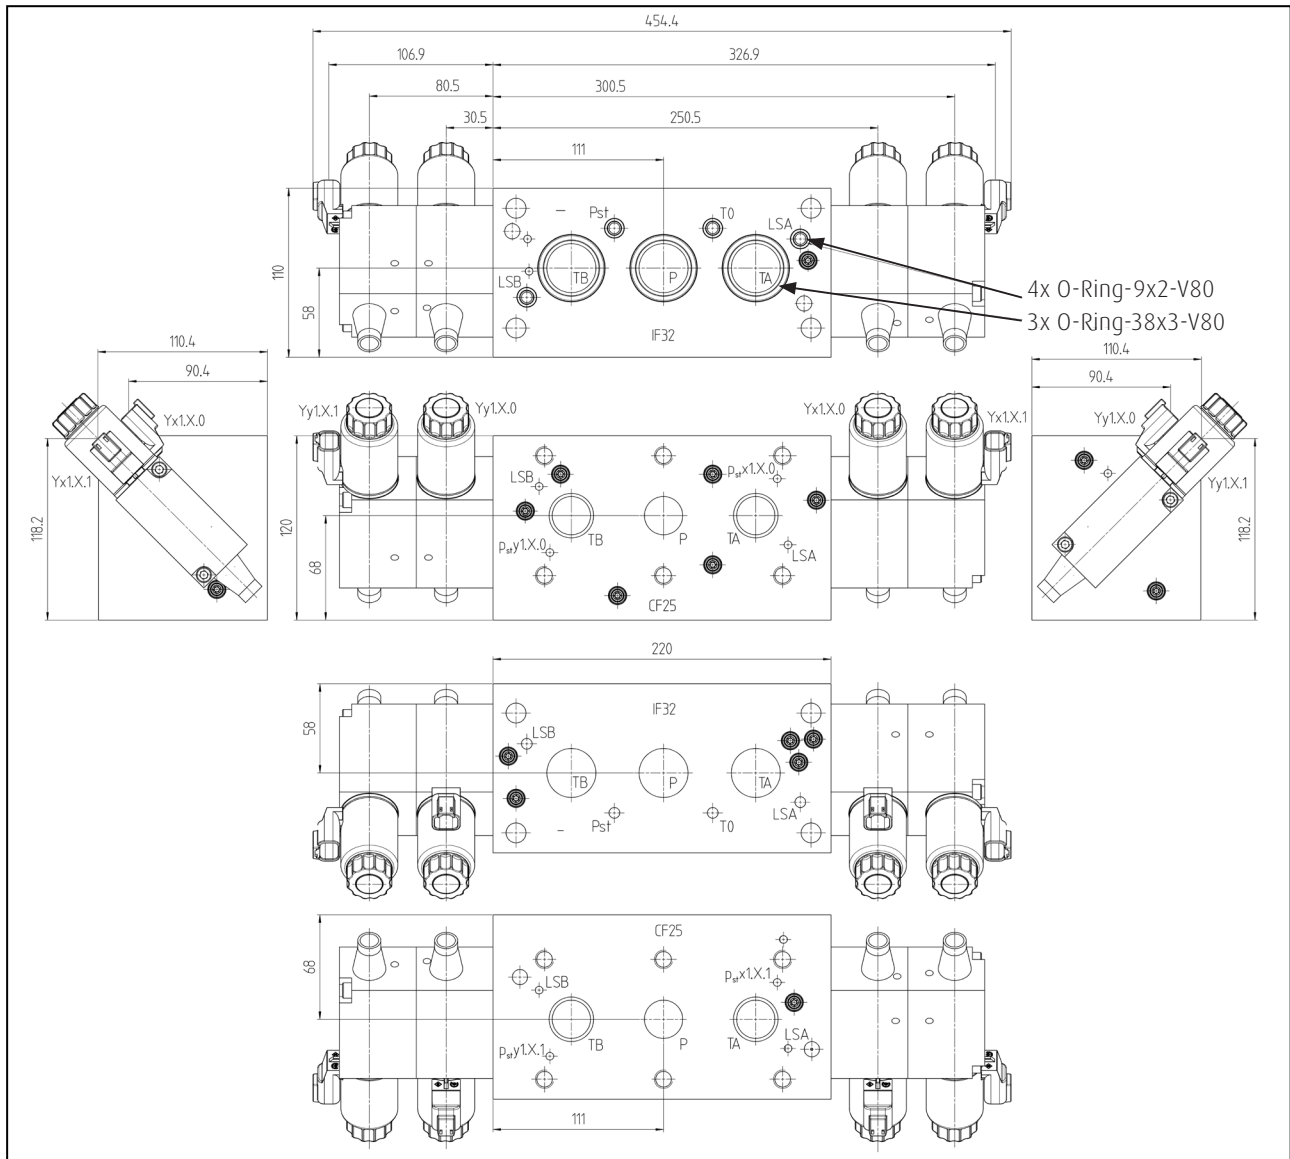 454.4
106.9
326.9
80.5
300.5
30.5
250.5
111
– Pst T0
LSA
TB P TA
LSB
110
58
IF32
4x O-Ring-9x2-V80
3x O-Ring-38x3-V80
110.4
90.4
Yx1.X.0
Yx1.X.1
118.2
Yy1.X.1
Yy1.X.0
Yx1.X.0
Yx1.X.1
LSB
pstx1.X.0
TB P TA
psty1.X.0
LSA
CF25
120
68
110.4
90.4
Yy1.X.0
Yy1.X.1
118.2
220
58
IF32
LSB
TB P TA
LSA
– Pst T0
68
CF25
LSB
pstx1.X.1
TB P TA
LSA
psty1.X.1
111